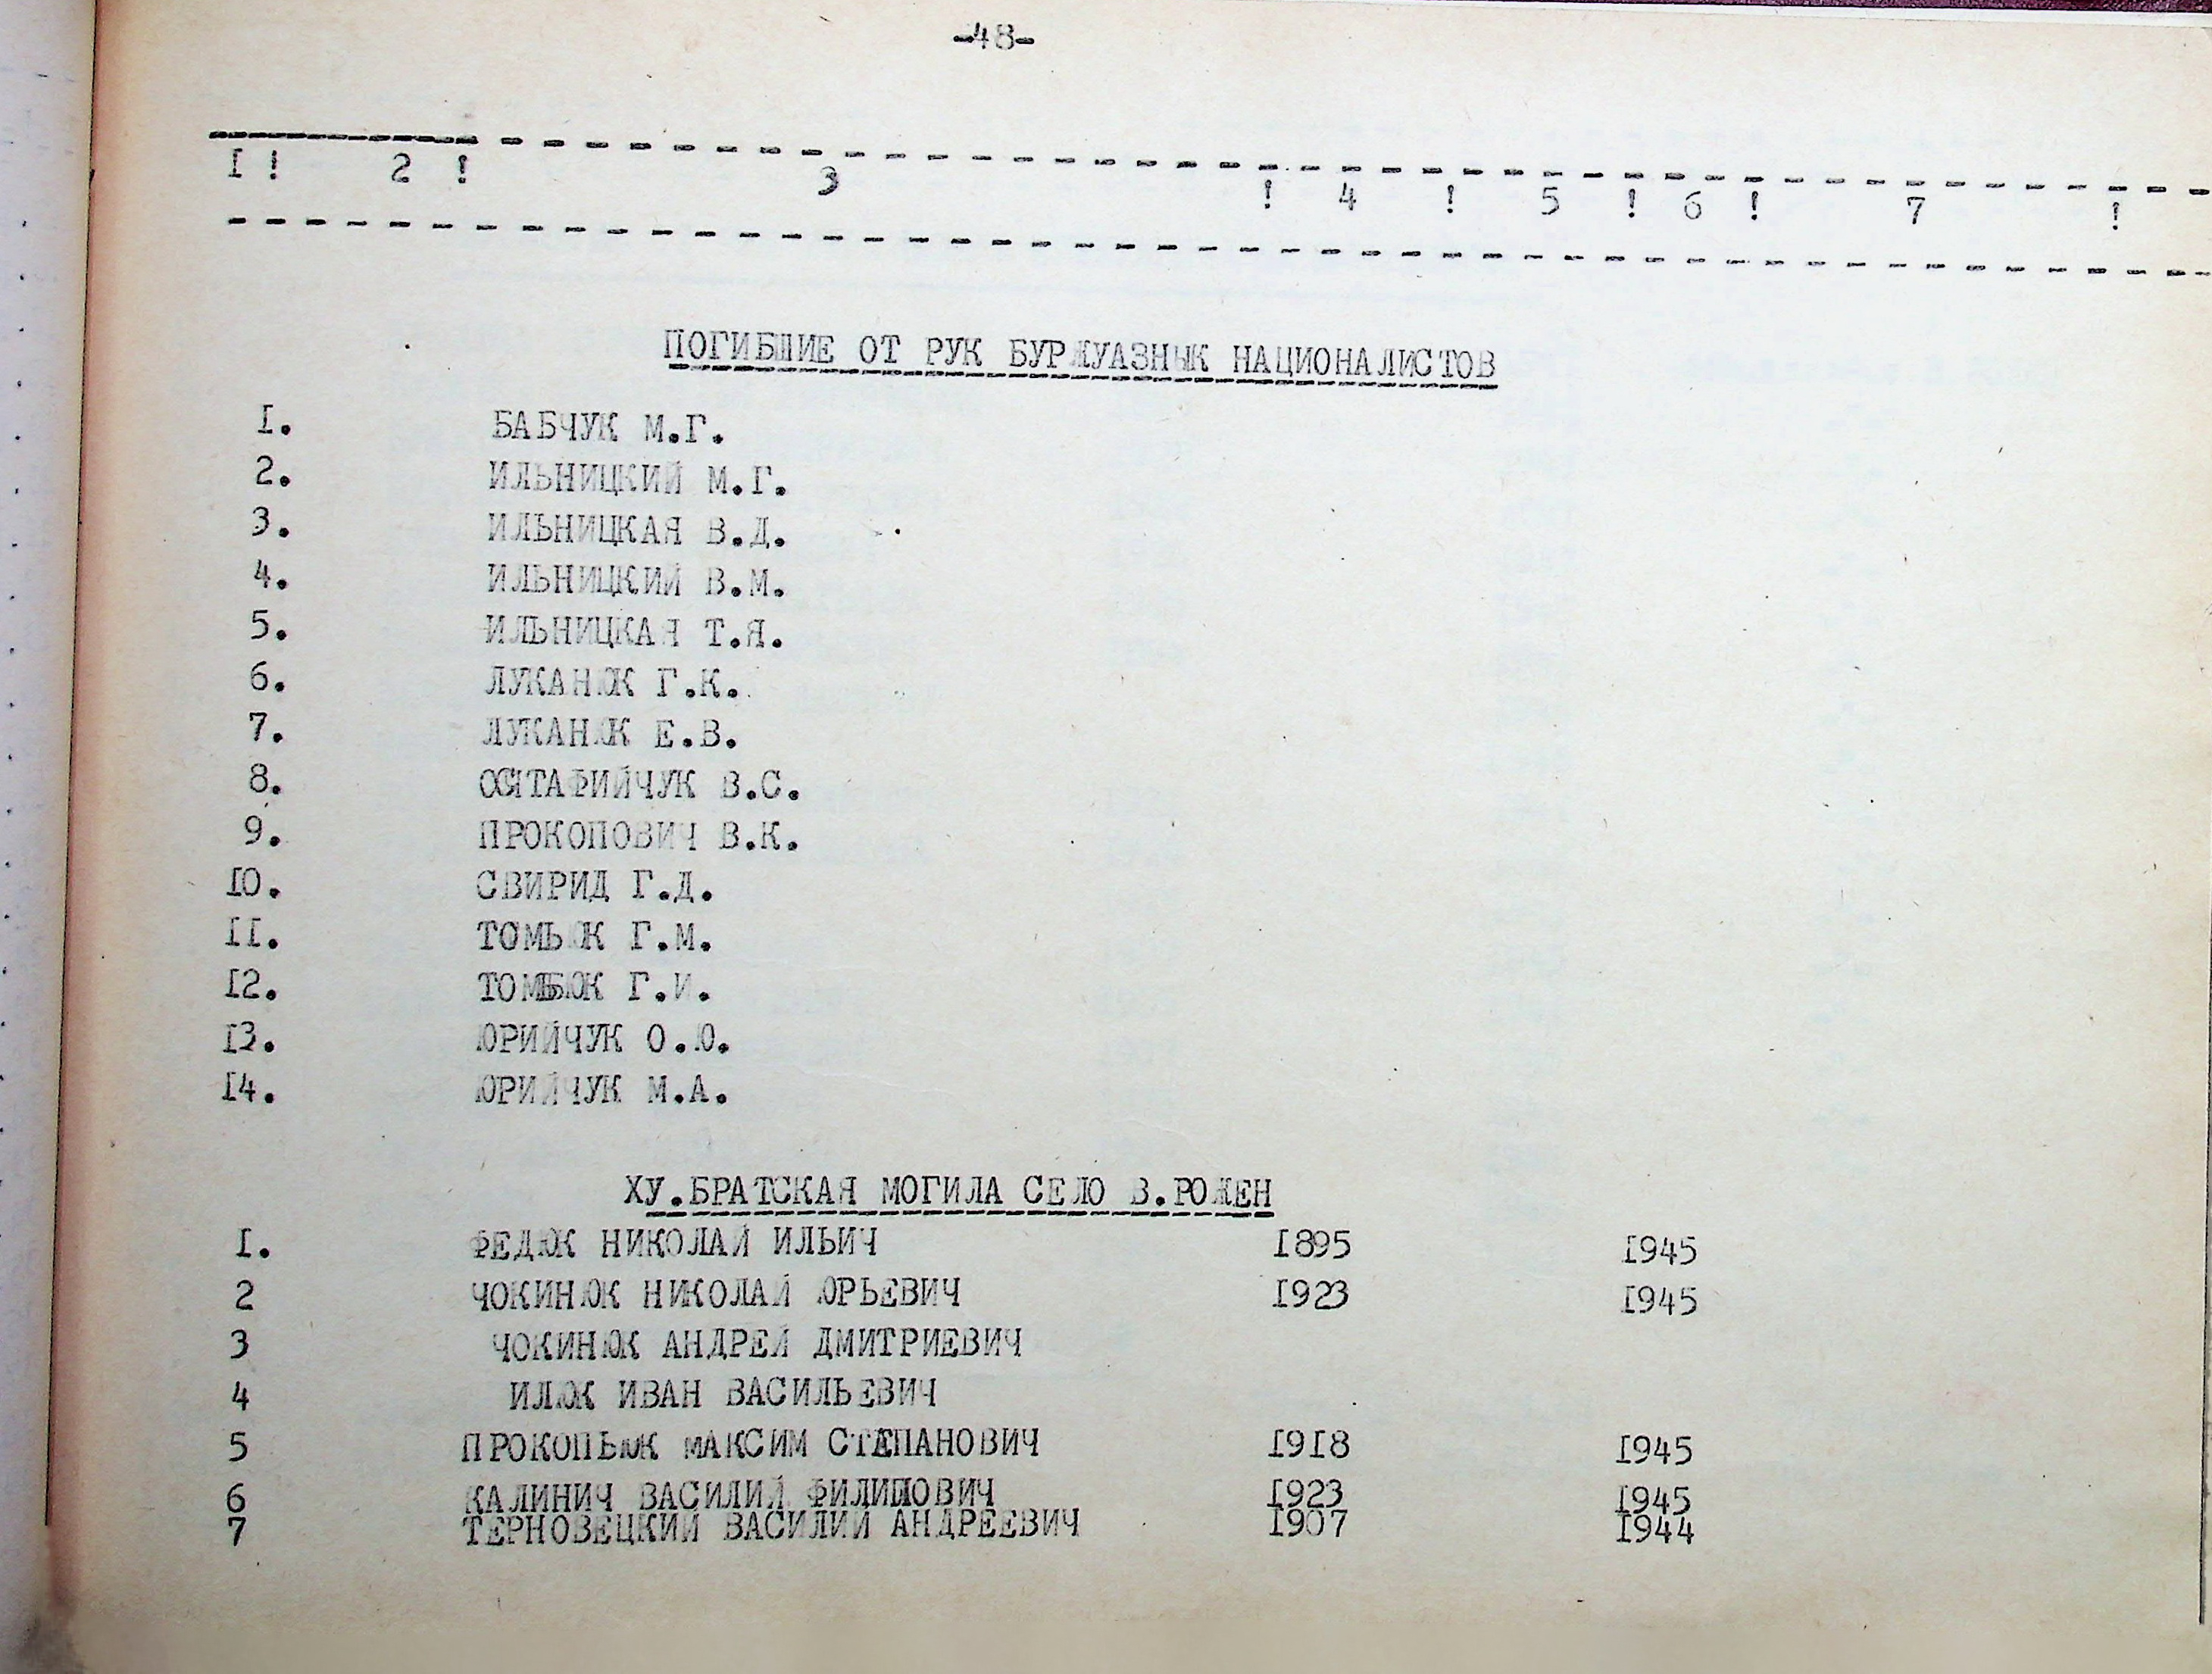 -48-
I ! 2 ! 3 ! 4 ! 5 ! 6 ! 7 !
ПОГИБШИЕ ОТ РУК БУРЖУАЗНЫК НАЦИОНАЛИСТОВ
I. БАБЧУК М.Г.
2. ИЛЬНИЦКИЙ М.Г.
3. ИЛЬНИЦКАЯ В.Д.
4. ИЛЬНИЦКИЙ В.М.
5. ИЛЬНИЦКАЯ Т.Я.
6. ЛУКАНЮК Г.К.
7. ЛУКАНЮК Е.В.
8. ОСТАФИЙЧУК В.С.
9. ПРОКОПОВИЧ В.К.
IO. СВИРИД Г.Д.
II. ТОМЬЮК Г.М.
I2. ТОМЬЮК Г.И.
I3. ЮРИЙЧУК О.Ю.
I4. ЮРИЙЧУК М.А.
ХУ.БРАТСКАЯ МОГИЛА СЕЛО В.РОЖЕН
I. ФЕДЮК НИКОЛАЙ ИЛЬИЧ I895 I945
2 ЧОКИНЮК НИКОЛАЙ ЮРЬЕВИЧ I923 I945
3 ЧОКИНЮК АНДРЕЙ ДМИТРИЕВИЧ
4 ИЛЮК ИВАН ВАСИЛЬЕВИЧ
5 ПРОКОПЬЮК МАКСИМ СТЕПАНОВИЧ I9I8 I945
6 КАЛИНИЧ ВАСИЛИЙ ФИЛИППОВИЧ I923 I945
7 ТЕРНОВЕЦКИЙ ВАСИЛИЙ АНДРЕЕВИЧ I907 I944